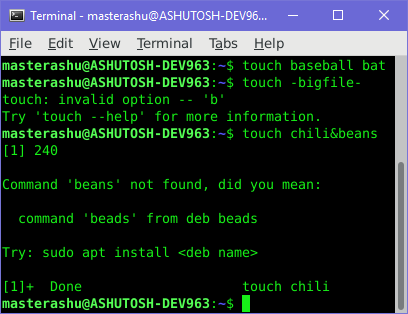 Terminal - masterashu@ASHUTOSH-DEV96...
File Edit View Terminal Tabs Help
masterashu@ASHUTOSH-DEV963:~$ touch baseball bat
masterashu@ASHUTOSH-DEV963:~$ touch -bigfile-
touch: invalid option -- 'b'
Try 'touch --help' for more information.
masterashu@ASHUTOSH-DEV963:~$ touch chili&beans
[1] 240
Command 'beans' not found, did you mean:
command 'beads' from deb beads
Try: sudo apt install <deb name>
[1]+ Done touch chili
masterashu@ASHUTOSH-DEV963:~$